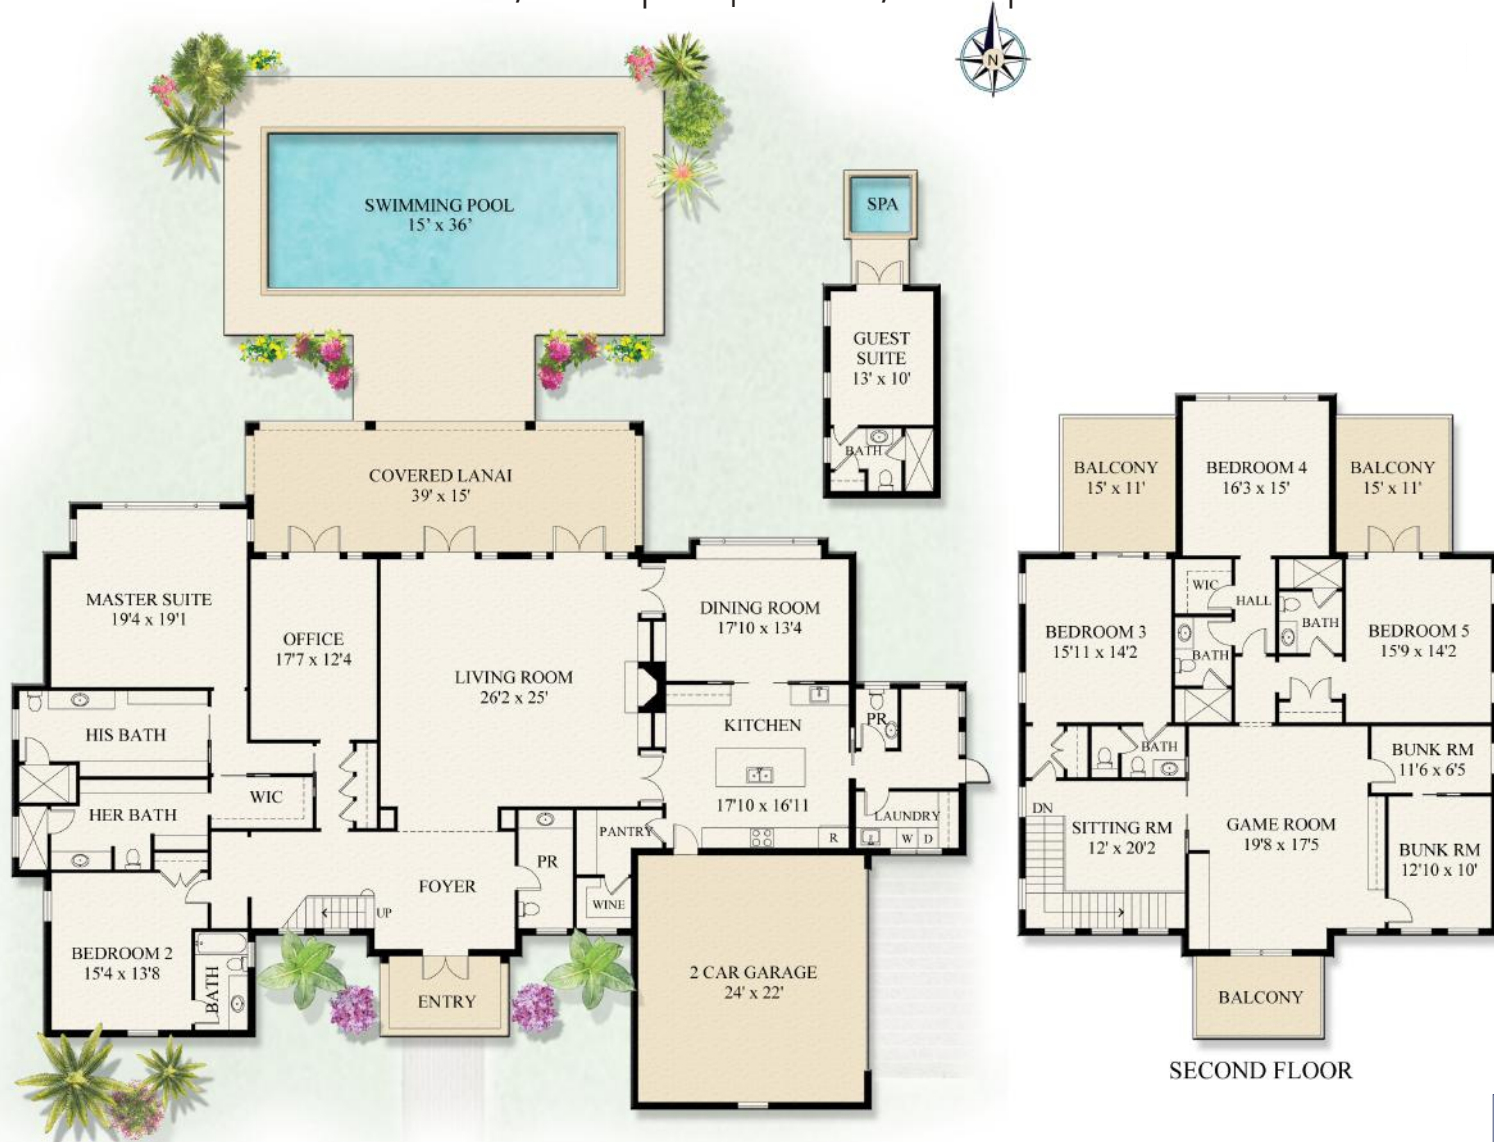 N
SWIMMING POOL
15' x 36'
SPA
GUEST
SUITE
13' x 10'
BATH
COVERED LANAI
39' x 15'
MASTER SUITE
19'4 x 19'1
OFFICE
17'7 x 12'4
LIVING ROOM
26'2 x 25'
DINING ROOM
17'10 x 13'4
HIS BATH
KITCHEN
17'10 x 16'11
PR
HER BATH
WIC
PANTRY
R
LAUNDRY
W D
PR
FOYER
WINE
UP
BEDROOM 2
15'4 x 13'8
BATH
ENTRY
2 CAR GARAGE
24' x 22'
BALCONY
15' x 11'
BEDROOM 4
16'3 x 15'
BALCONY
15' x 11'
WIC
HALL
BATH
BEDROOM 3
15'11 x 14'2
BATH
BEDROOM 5
15'9 x 14'2
BATH
BUNK RM
11'6 x 6'5
DN
SITTING RM
12' x 20'2
GAME ROOM
19'8 x 17'5
BUNK RM
12'10 x 10'
BALCONY
SECOND FLOOR